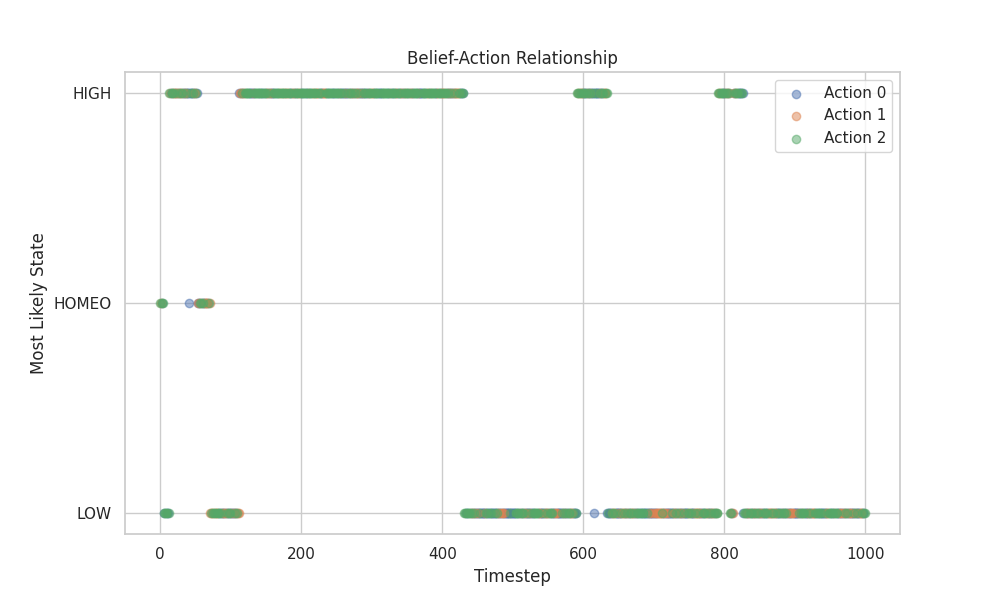 Belief-Action Relationship
HIGH
HOMEO
LOW
Most Likely State
Action 0
Action 1
Action 2
0
200
400
600
800
1000
Timestep